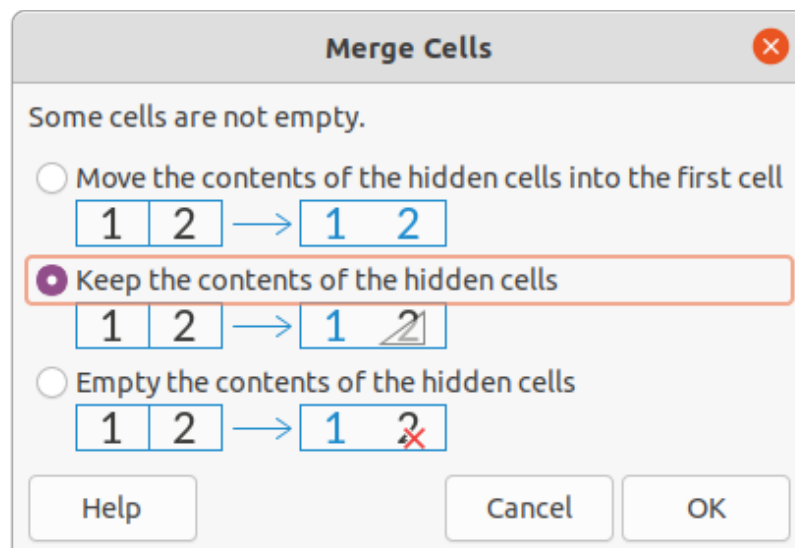 Merge Cells
Some cells are not empty.
Move the contents of the hidden cells into the first cell
1 2 1 2
Keep the contents of the hidden cells
1 2 1 2
Empty the contents of the hidden cells
1 2 1 2
Help Cancel OK